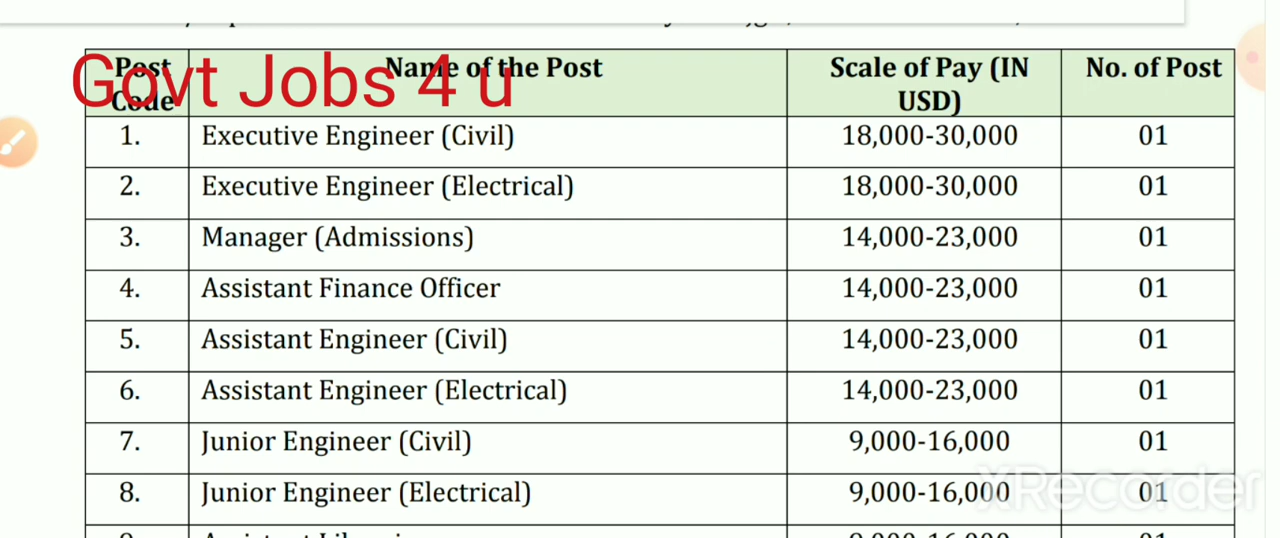 Govt Jobs 4 u
Post Code Name of the Post Scale of Pay (IN USD) No. of Post
1. Executive Engineer (Civil) 18,000-30,000 01
2. Executive Engineer (Electrical) 18,000-30,000 01
3. Manager (Admissions) 14,000-23,000 01
4. Assistant Finance Officer 14,000-23,000 01
5. Assistant Engineer (Civil) 14,000-23,000 01
6. Assistant Engineer (Electrical) 14,000-23,000 01
7. Junior Engineer (Civil) 9,000-16,000 01
8. Junior Engineer (Electrical) 9,000-16,000 01
XRecorder